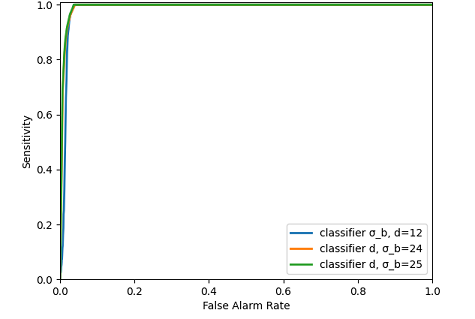 1.0
0.8
0.6
0.4
0.2
0.0
Sensitivity
classifier σ_b, d=12
classifier d, σ_b=24
classifier d, σ_b=25
0.0 0.2 0.4 0.6 0.8 1.0
False Alarm Rate